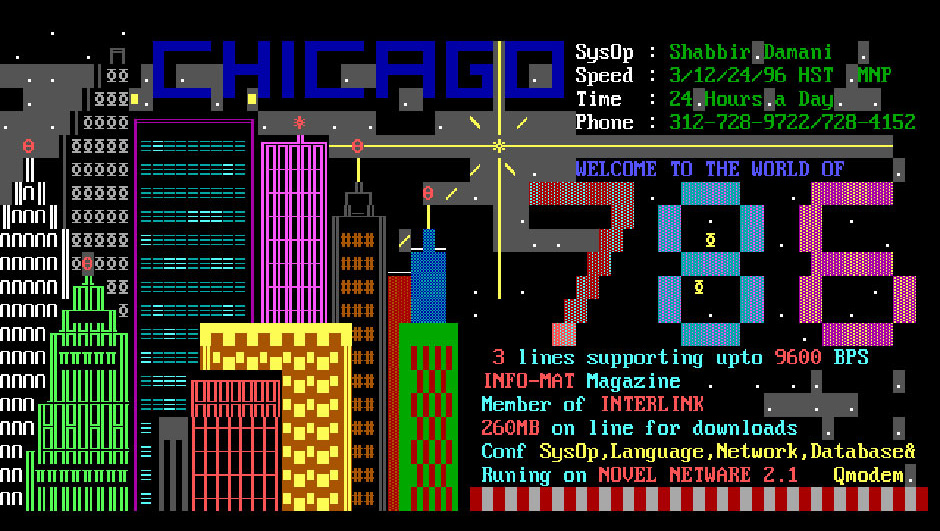 CHICAGO
SysOp : Shabbir Damani
Speed : 3/12/24/96 HST MNP
Time : 24 Hours a Day
Phone : 312-728-9722/728-4152
WELCOME TO THE WORLD OF
786
3 lines supporting upto 9600 BPS
INFO-MAT Magazine
Member of INTERLINK
260MB on line for downloads
Conf SysOp,Language,Network,Database&
Runing on NOVEL NETWARE 2.1 Qmodem